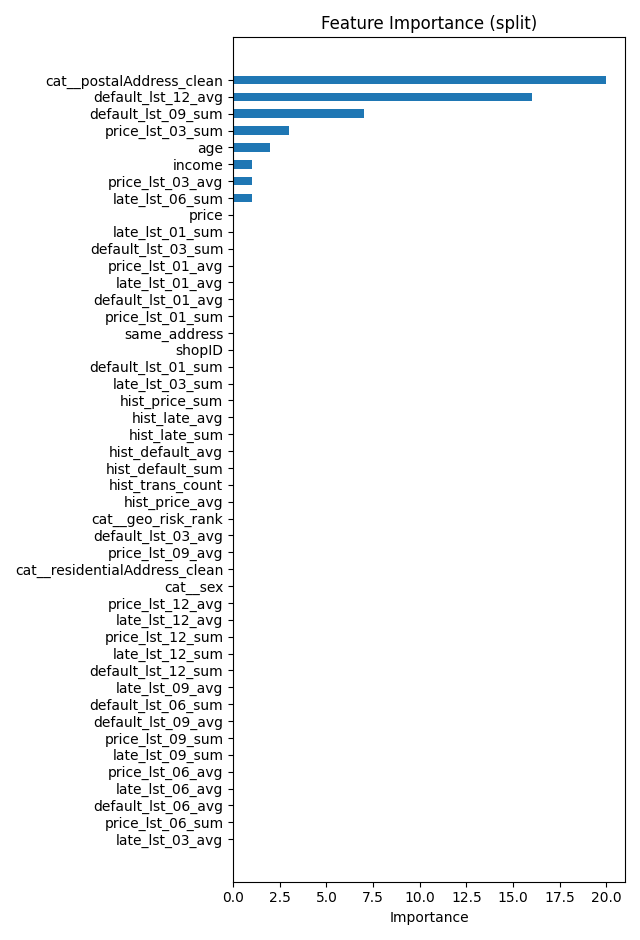 Feature Importance (split)
cat__postalAddress_clean
default_lst_12_avg
default_lst_09_sum
price_lst_03_sum
age
income
price_lst_03_avg
late_lst_06_sum
price
late_lst_01_sum
default_lst_03_sum
price_lst_01_avg
late_lst_01_avg
default_lst_01_avg
price_lst_01_sum
same_address
shopID
default_lst_01_sum
late_lst_03_sum
hist_price_sum
hist_late_avg
hist_late_sum
hist_default_avg
hist_default_sum
hist_trans_count
hist_price_avg
cat__geo_risk_rank
default_lst_03_avg
price_lst_09_avg
cat__residentialAddress_clean
cat__sex
price_lst_12_avg
late_lst_12_avg
price_lst_12_sum
late_lst_12_sum
default_lst_12_sum
late_lst_09_avg
default_lst_06_sum
default_lst_09_avg
price_lst_09_sum
late_lst_09_sum
price_lst_06_avg
late_lst_06_avg
default_lst_06_avg
price_lst_06_sum
late_lst_03_avg
0.0 2.5 5.0 7.5 10.0 12.5 15.0 17.5 20.0
Importance